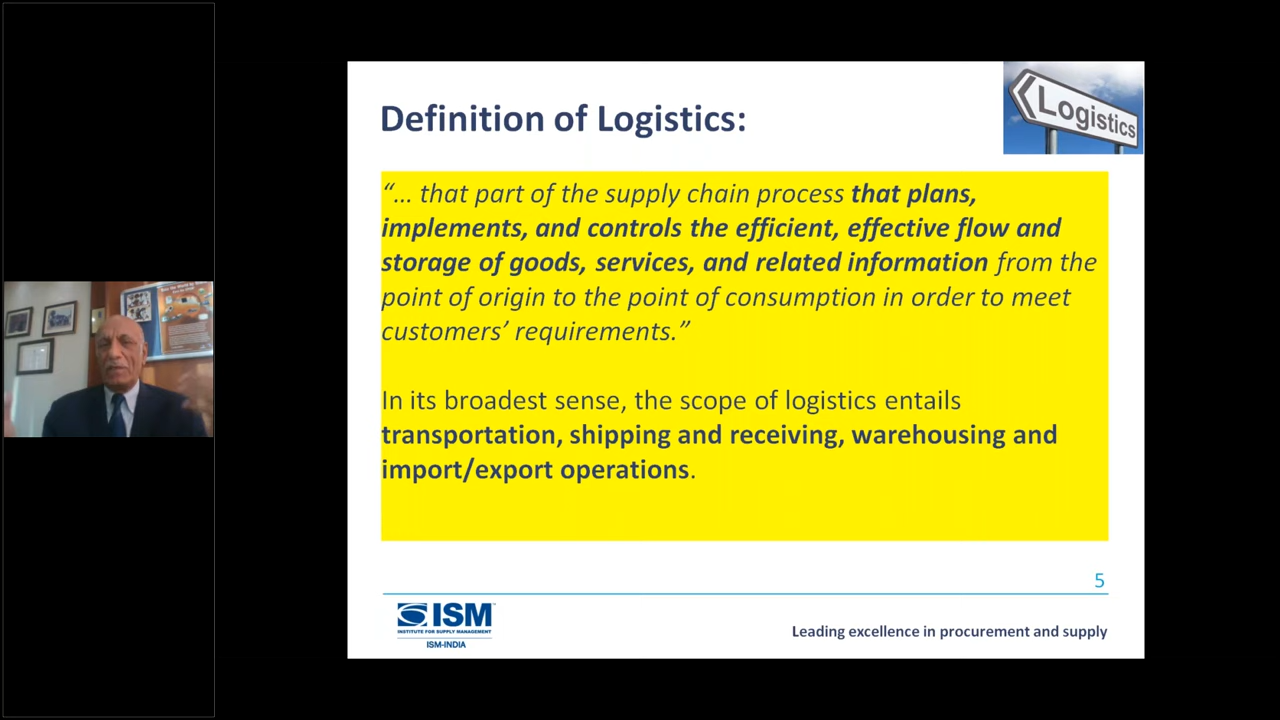 Definition of Logistics:
Logistics
“… that part of the supply chain process that plans,
implements, and controls the efficient, effective flow and
storage of goods, services, and related information from the
point of origin to the point of consumption in order to meet
customers’ requirements.”
In its broadest sense, the scope of logistics entails
transportation, shipping and receiving, warehousing and
import/export operations.
5
ISM
INSTITUTE FOR SUPPLY MANAGEMENT
ISM-INDIA
Leading excellence in procurement and supply